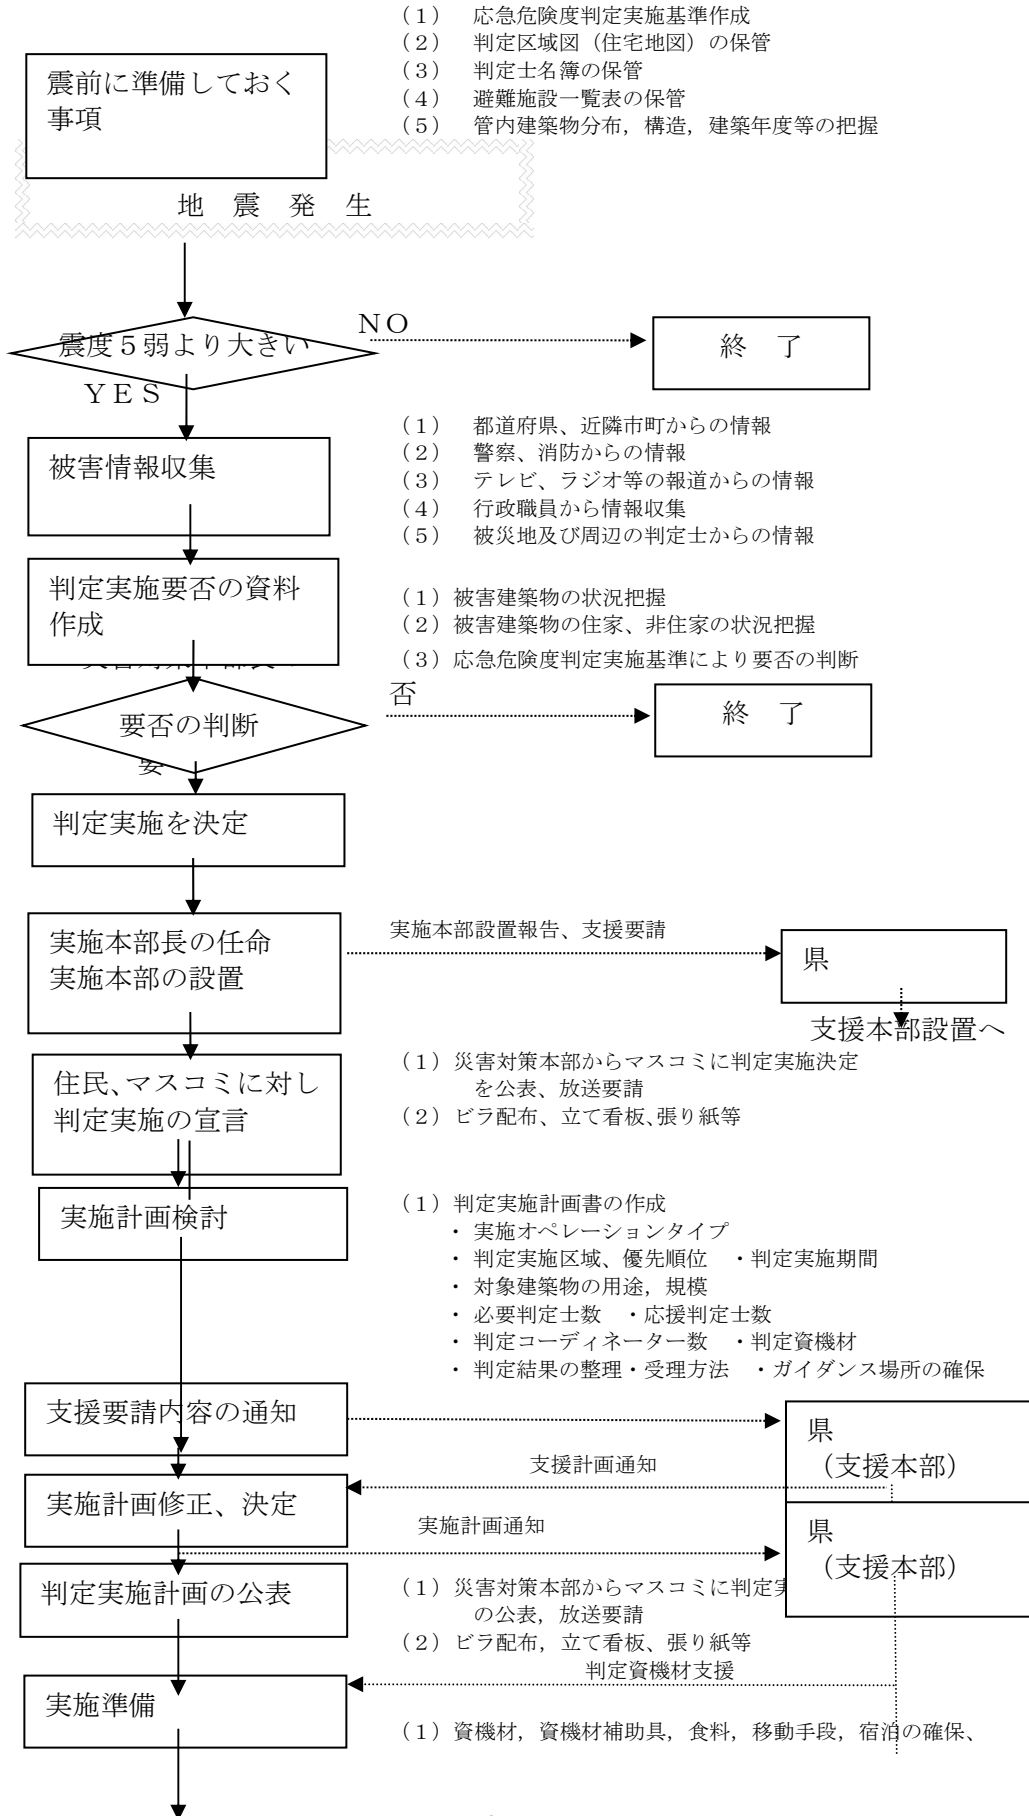 （１）　応急危険度判定実施基準作成
（２）　判定区域図（住宅地図）の保管
（３）　判定士名簿の保管
（４）　避難施設一覧表の保管
（５）　管内建築物分布，構造，建築年度等の把握
震前に準備しておく
事項
地　震　発　生
震度５弱より大きい
ＮＯ
終　了
ＹＥＳ
被害情報収集
（１）　都道府県、近隣市町からの情報
（２）　警察、消防からの情報
（３）　テレビ、ラジオ等の報道からの情報
（４）　行政職員から情報収集
（５）　被災地及び周辺の判定士からの情報
判定実施要否の資料
作成
（１）被害建築物の状況把握
（２）被害建築物の住家、非住家の状況把握
（３）応急危険度判定実施基準により要否の判断
要否の判断
否
終　了
要
判定実施を決定
実施本部長の任命
実施本部の設置
実施本部設置報告、支援要請
県
支援本部設置へ
住民、マスコミに対し
判定実施の宣言
（１）災害対策本部からマスコミに判定実施決定
を公表、放送要請
（２）ビラ配布、立て看板、張り紙等
実施計画検討
（１）判定実施計画書の作成
・ 実施オペレーションタイプ
・ 判定実施区域、優先順位　・判定実施期間
・ 対象建築物の用途，規模
・ 必要判定士数　・応援判定士数
・ 判定コーディネーター数　・判定資機材
・ 判定結果の整理・受理方法　・ガイダンス場所の確保
支援要請内容の通知
県
（支援本部）
支援計画通知
実施計画修正、決定
実施計画通知
県
（支援本部）
判定実施計画の公表
（１）災害対策本部からマスコミに判定実
の公表，放送要請
（２）ビラ配布，立て看板、張り紙等
判定資機材支援
実施準備
（１）資機材，資機材補助具，食料，移動手段，宿泊の確保、